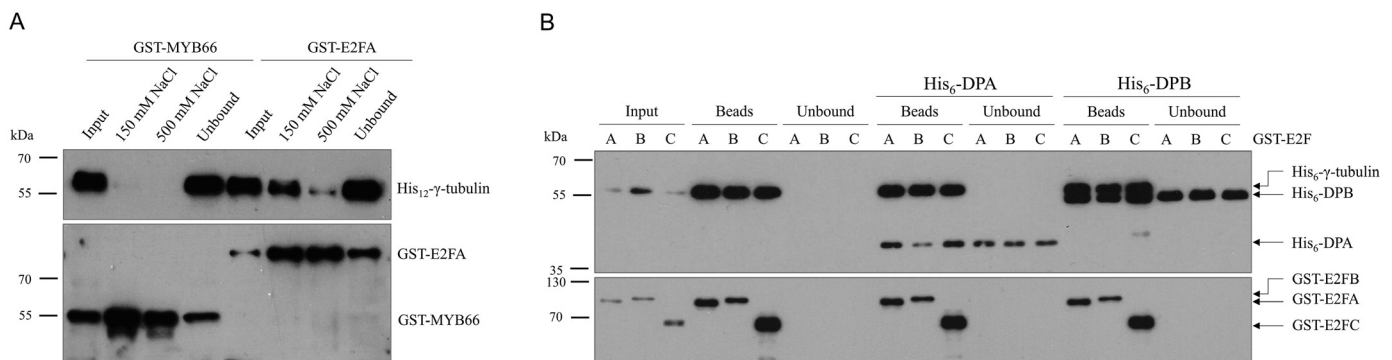 A
GST-MYB66 GST-E2FA
Input 150 mM NaCl 500 mM NaCl Unbound Input 150 mM NaCl 500 mM NaCl Unbound
kDa
70
55
His₁₂-γ-tubulin
GST-E2FA
70
55
GST-MYB66
B
His₆-DPA His₆-DPB
Input Beads Unbound Beads Unbound Beads Unbound
kDa
A B C A B C A B C A B C A B C A B C A B C GST-E2F
70
His₆-γ-tubulin
55
His₆-DPB
His₆-DPA
35
130
GST-E2FB
GST-E2FA
70
GST-E2FC